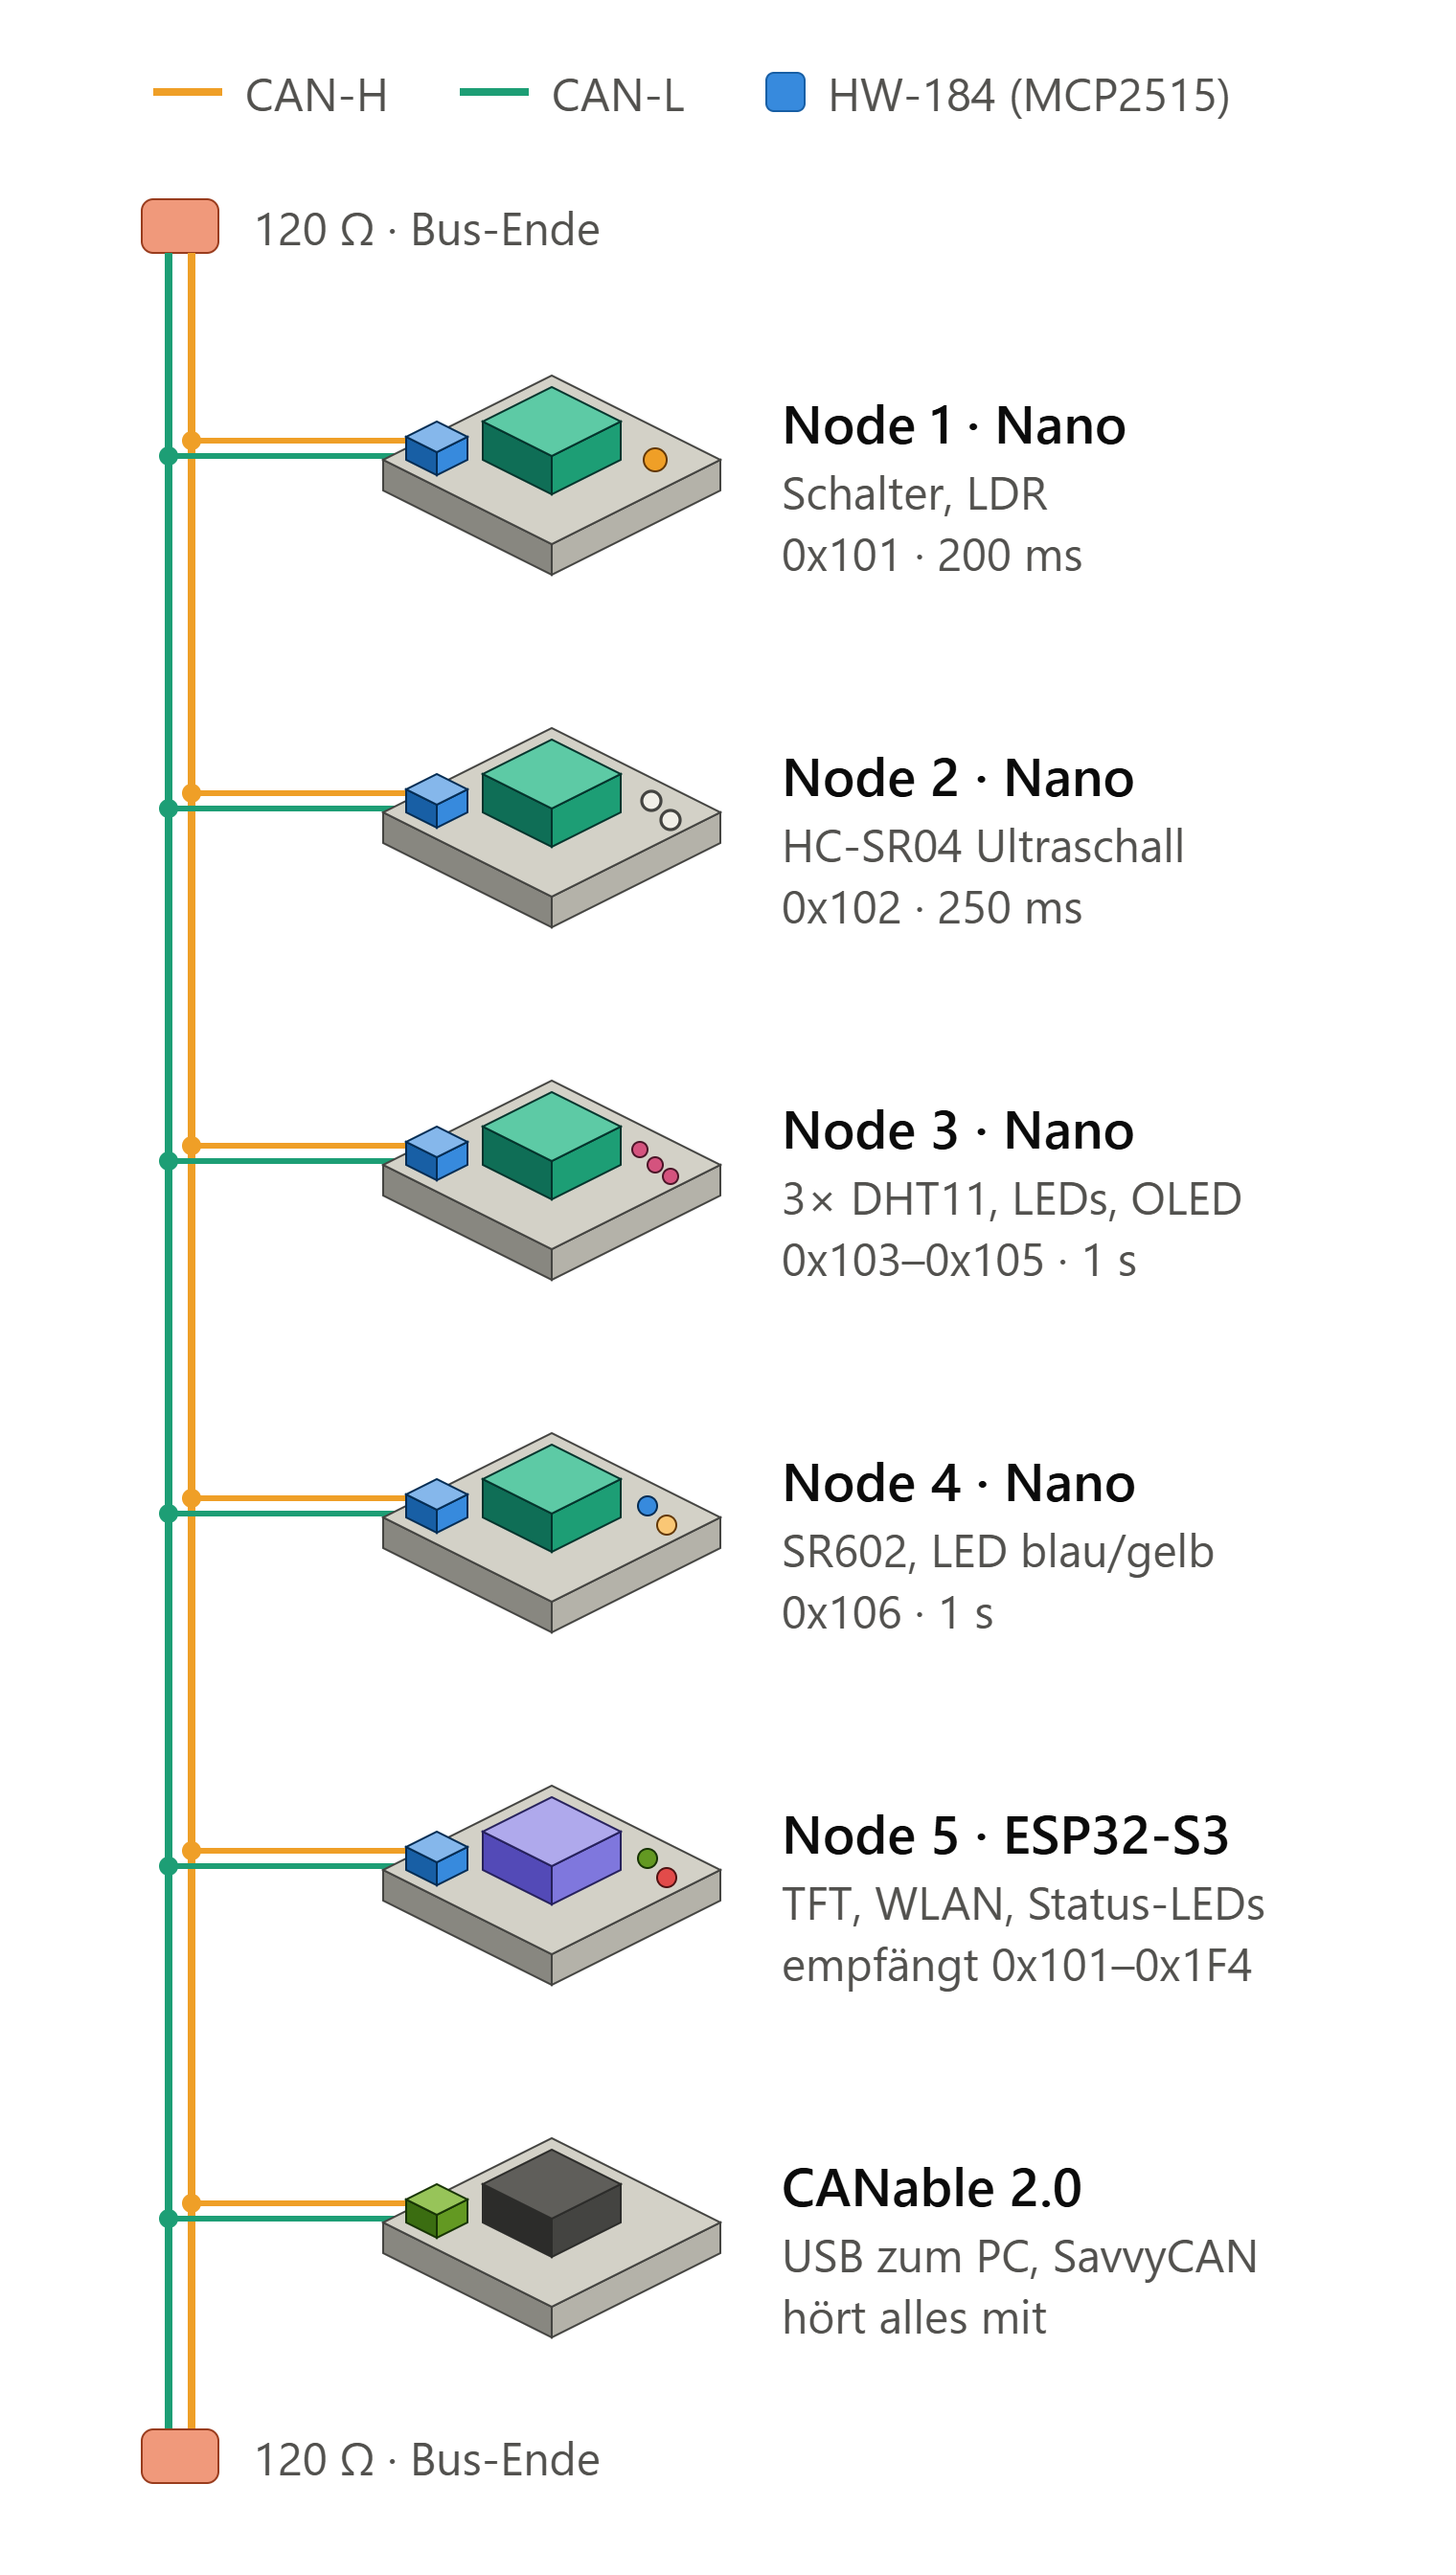 CAN-H CAN-L HW-184 (MCP2515)
120 Ω · Bus-Ende
Node 1 · Nano
Schalter, LDR
0x101 · 200 ms
Node 2 · Nano
HC-SR04 Ultraschall
0x102 · 250 ms
Node 3 · Nano
3× DHT11, LEDs, OLED
0x103–0x105 · 1 s
Node 4 · Nano
SR602, LED blau/gelb
0x106 · 1 s
Node 5 · ESP32-S3
TFT, WLAN, Status-LEDs
empfängt 0x101–0x1F4
CANable 2.0
USB zum PC, SavvyCAN
hört alles mit
120 Ω · Bus-Ende